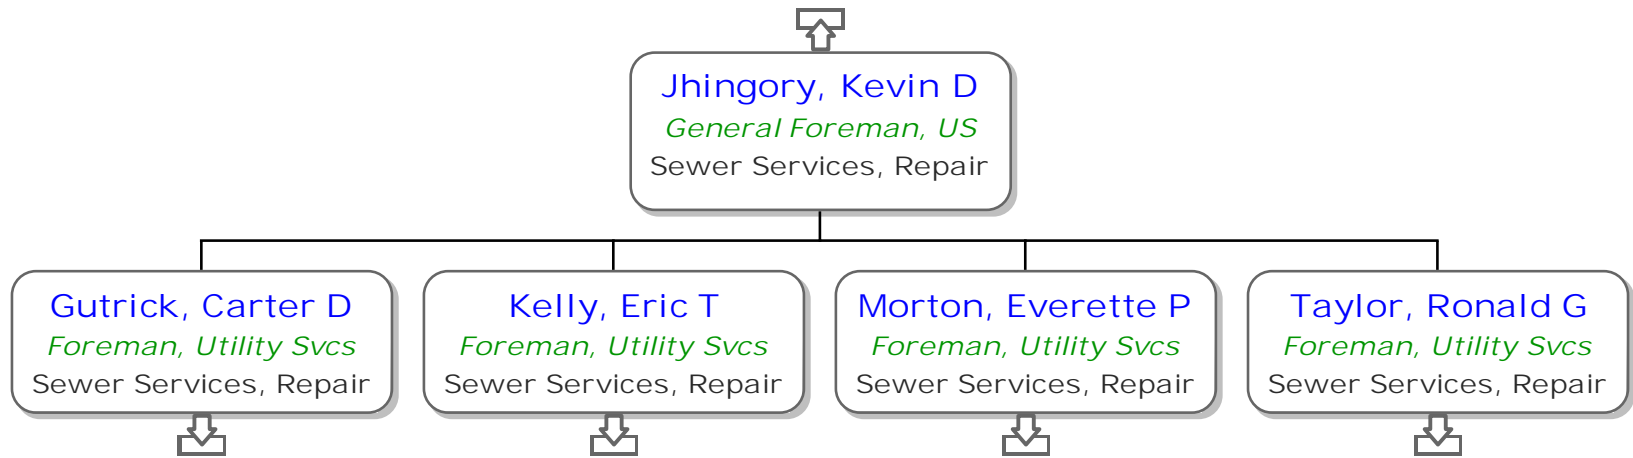 Jhingory, Kevin D
General Foreman, US
Sewer Services, Repair
Gutrick, Carter D
Foreman, Utility Svcs
Sewer Services, Repair
Kelly, Eric T
Foreman, Utility Svcs
Sewer Services, Repair
Morton, Everette P
Foreman, Utility Svcs
Sewer Services, Repair
Taylor, Ronald G
Foreman, Utility Svcs
Sewer Services, Repair